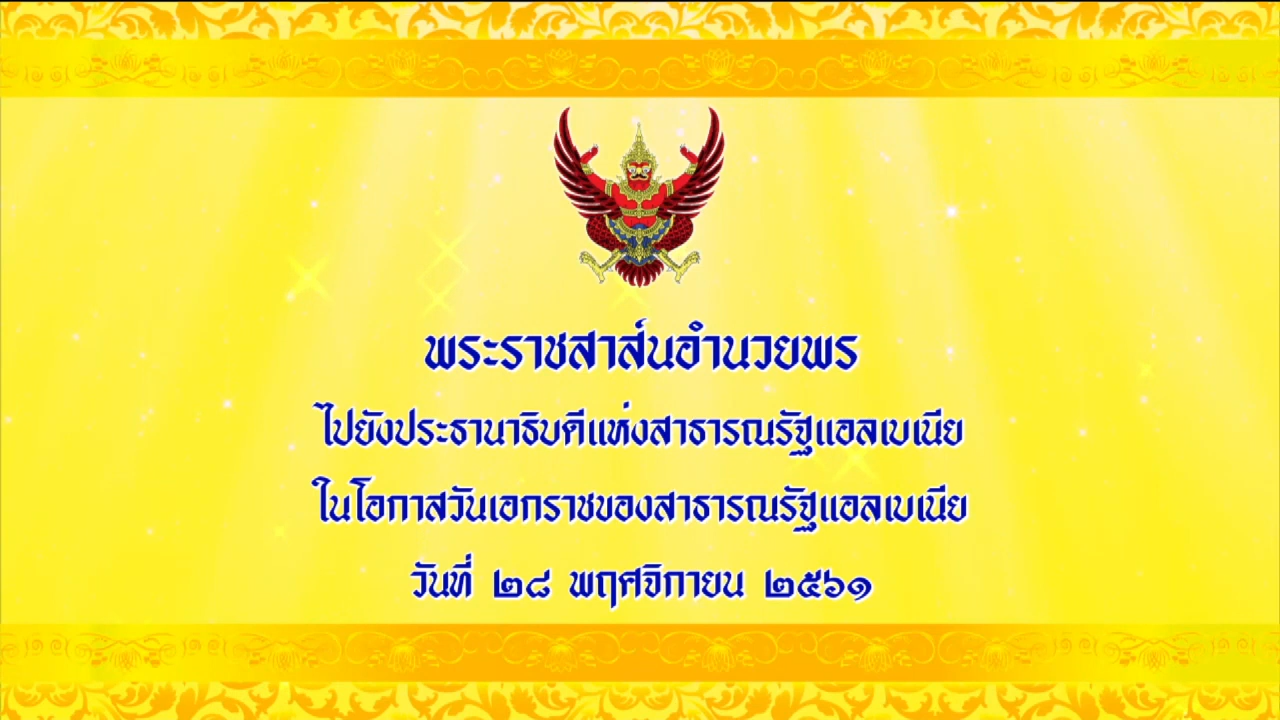 พระราชสาส์นอำนวยพร
ไปยังประธานาธิบดีแห่งสาธารณรัฐแอลเบเนีย
ในโอกาสวันเอกราชของสาธารณรัฐแอลเบเนีย
วันที่ ๒๘ พฤศจิกายน ๒๕๖๑